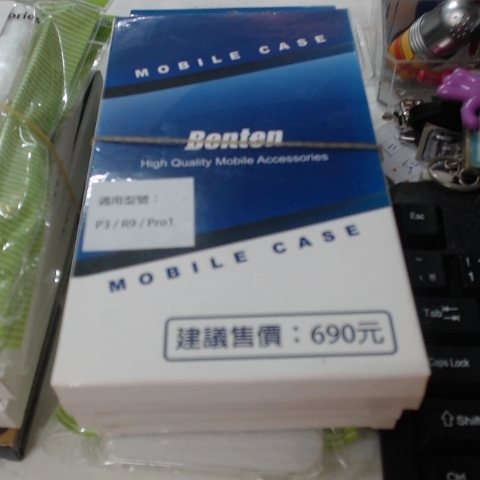 MOBILE CASE
Benten
High Quality Mobile Accessories
適用型號：
P3 / R9 / Pro1
MOBILE CASE
建議售價：690元
Esc
Tab
Caps Lock
Shift